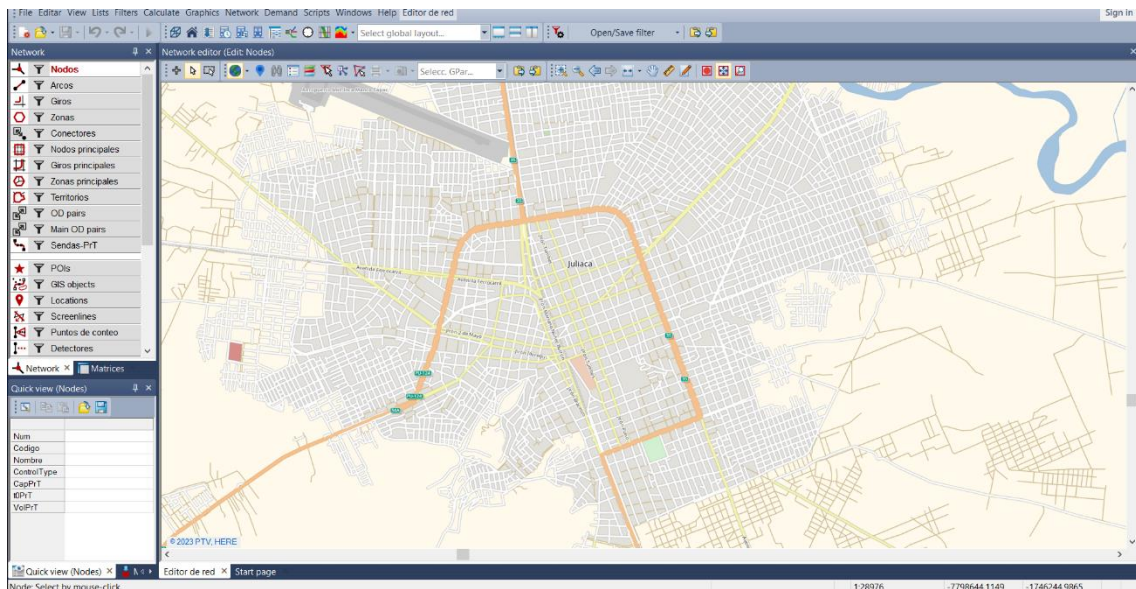 File Editar View Lists Filters Calculate Graphics Network Demand Scripts Windows Help Editor de red Sign in
Select global layout... Open/Save filter
Network
Network editor (Edit: Nodes)
Selecc. GPar...
Nodos
Arcos
Giros
Zonas
Conectores
Nodos principales
Giros principales
Zonas principales
Territorios
OD pairs
Main OD pairs
Sendas-PrT
POIs
GIS objects
Locations
Screenlines
Puntos de conteo
Detectores
Network Matrices
Quick view (Nodes)
Num
Codigo
Nombre
ControlType
CapPrT
t0PrT
VolPrT
Juliaca
PU-124
PU-124
© 2023 PTV, HERE
Quick view (Nodes) Editor de red Start page
Node: Select by mouse-click 1:28976 -7798644.1149 -1746244.9865